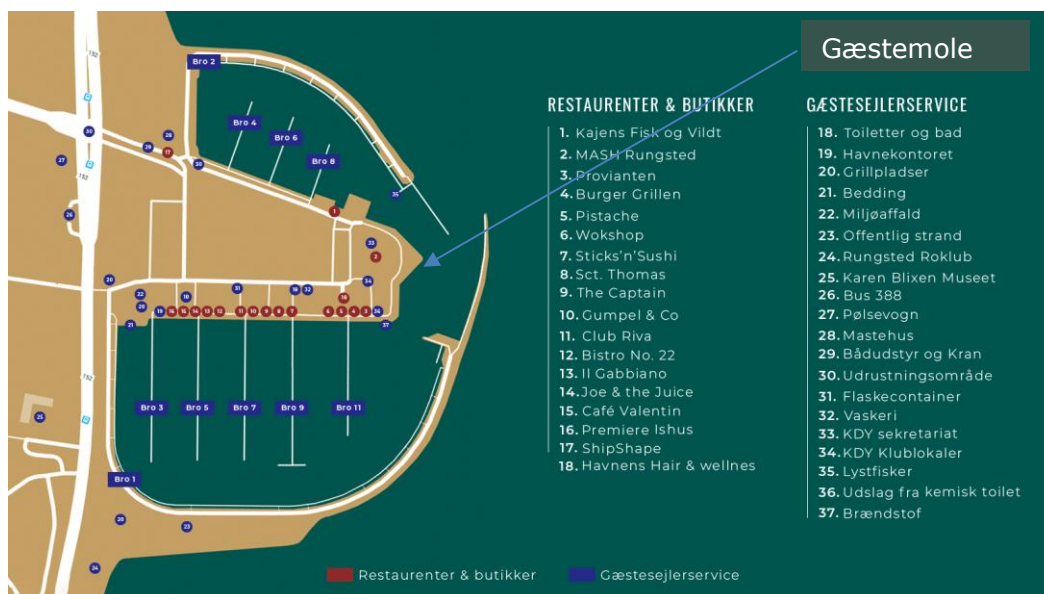 Gæstemole
RESTAURENTER & BUTIKKER
1. Kajens Fisk og Vildt
2. MASH Rungsted
3. Provianten
4. Burger Grillen
5. Pistache
6. Wokshop
7. Sticks'n'Sushi
8. Sct. Thomas
9. The Captain
10. Gumpel & Co
11. Club Riva
12. Bistro No. 22
13. Il Gabbiano
14. Joe & the Juice
15. Café Valentin
16. Premiere Ishus
17. ShipShape
18. Havnens Hair & wellnes
GÆSTESEJLERSERVICE
18. Toiletter og bad
19. Havnekontoret
20. Grillpladser
21. Bedding
22. Miljøaffald
23. Offentlig strand
24. Rungsted Roklub
25. Karen Blixen Museet
26. Bus 388
27. Pølsevogn
28. Mastehus
29. Bådudstyr og Kran
30. Udrustningsområde
31. Flaskecontainer
32. Vaskeri
33. KDY sekretariat
34. KDY Klublokaler
35. Lystfisker
36. Udslag fra kemisk toilet
37. Brændstof
Bro 2
Bro 4
Bro 6
Bro 8
Bro 3
Bro 5
Bro 7
Bro 9
Bro 11
Bro 1
152
152
152
Restaurenter & butikker
Gæstesejlerservice